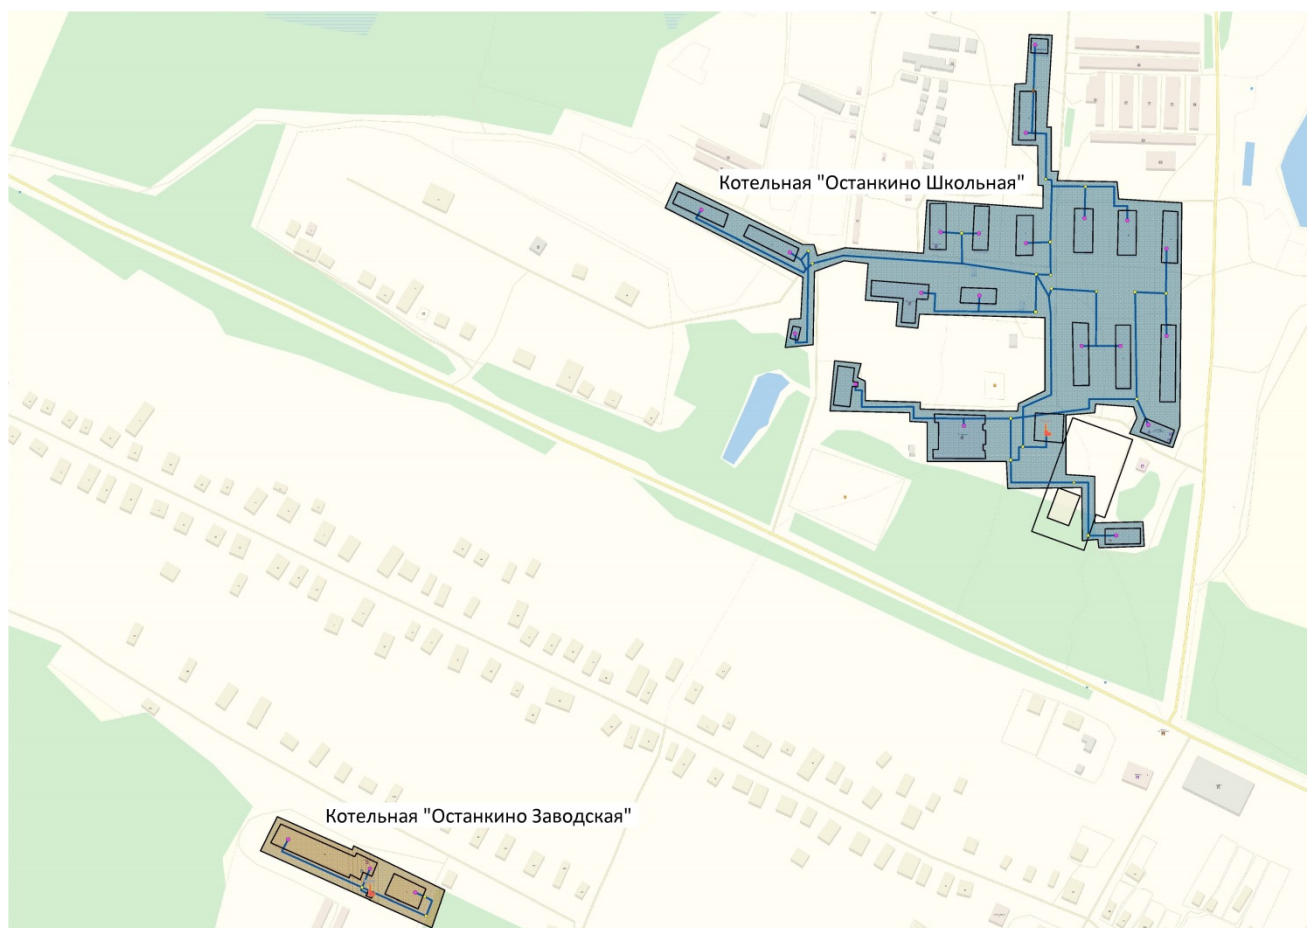 Котельная "Останкино Школьная"
Котельная "Останкино Заводская"